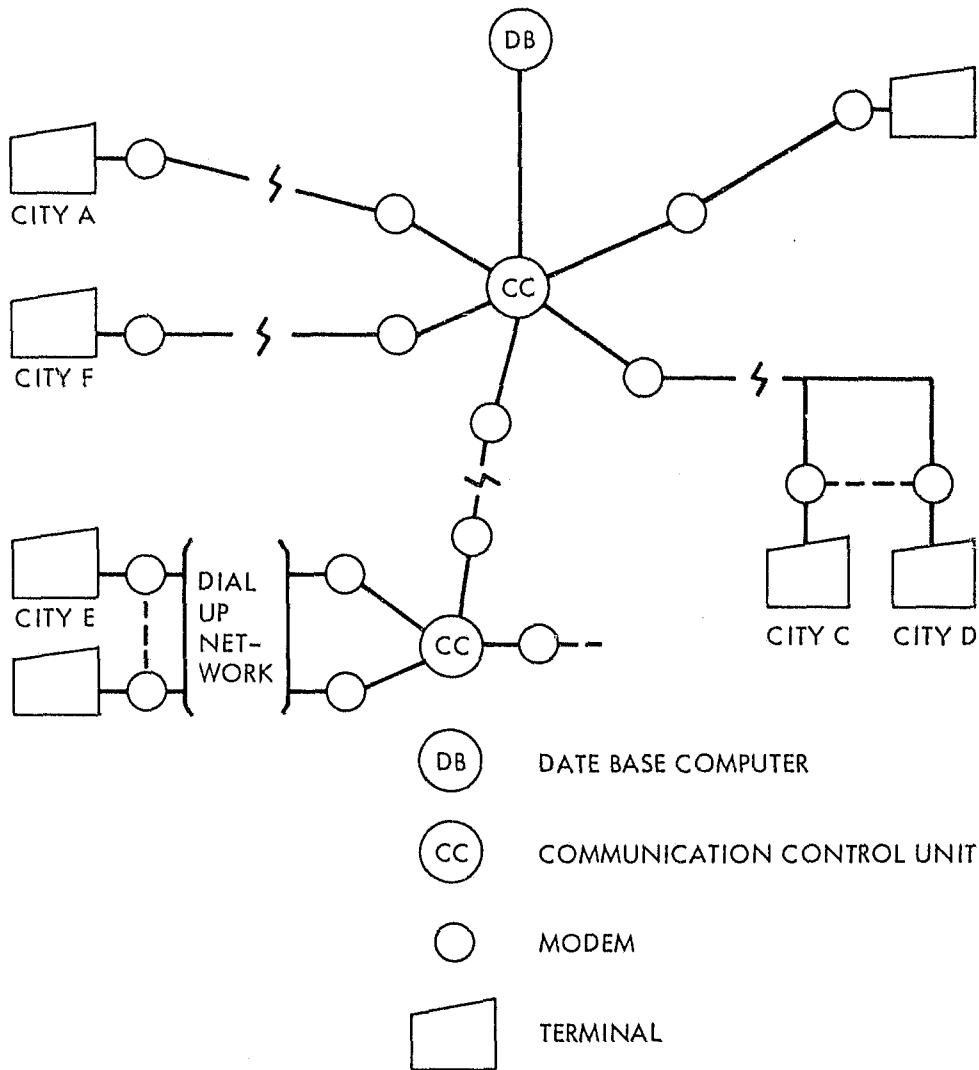 DB
CITY A
CC
CITY F
DIAL
UP
NET-
WORK
CITY E
CC
CITY C
CITY D
DB DATE BASE COMPUTER
CC COMMUNICATION CONTROL UNIT
MODEM
TERMINAL